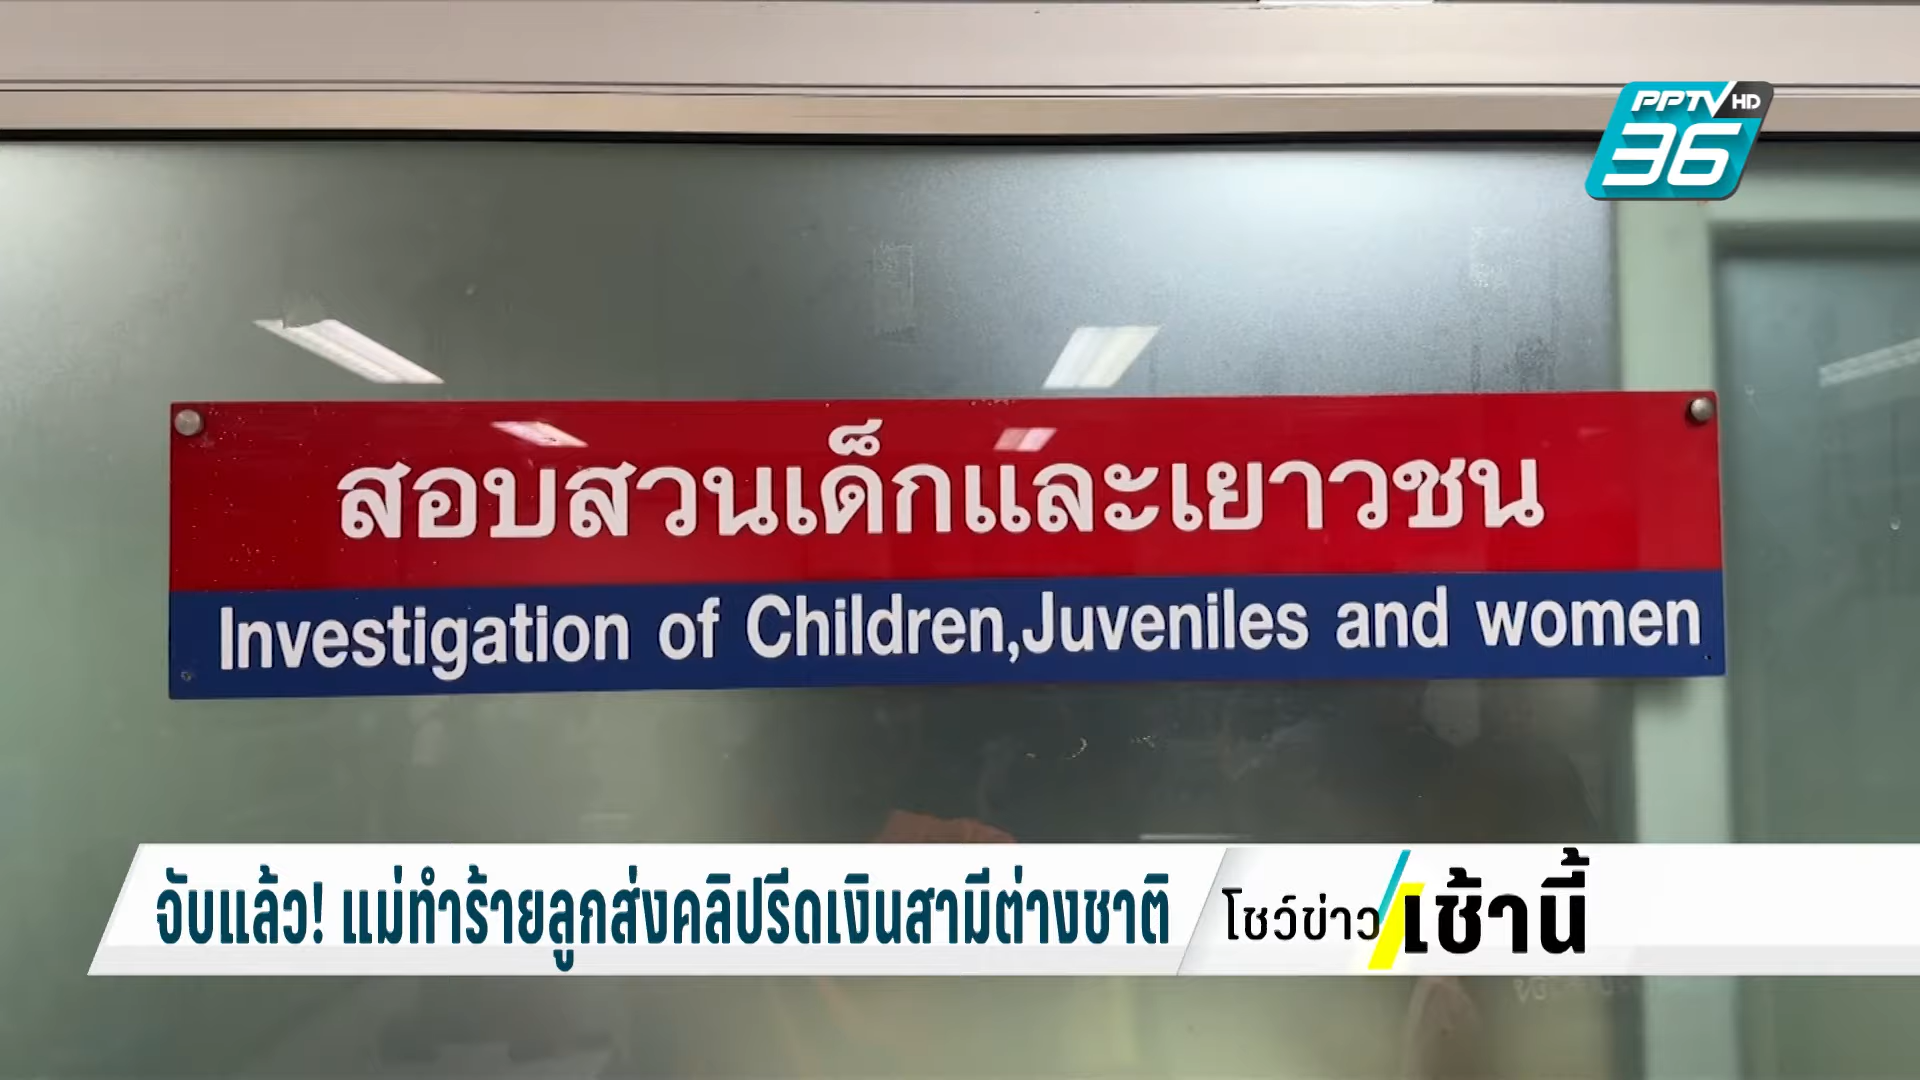 PPTV HD
36
สอบสวนเด็กและเยาวชน
Investigation of Children,Juveniles and women
จับแล้ว! แม่ทำร้ายลูกส่งคลิปรีดเงินสามีต่างชาติ
โชว์ข่าวเช้านี้